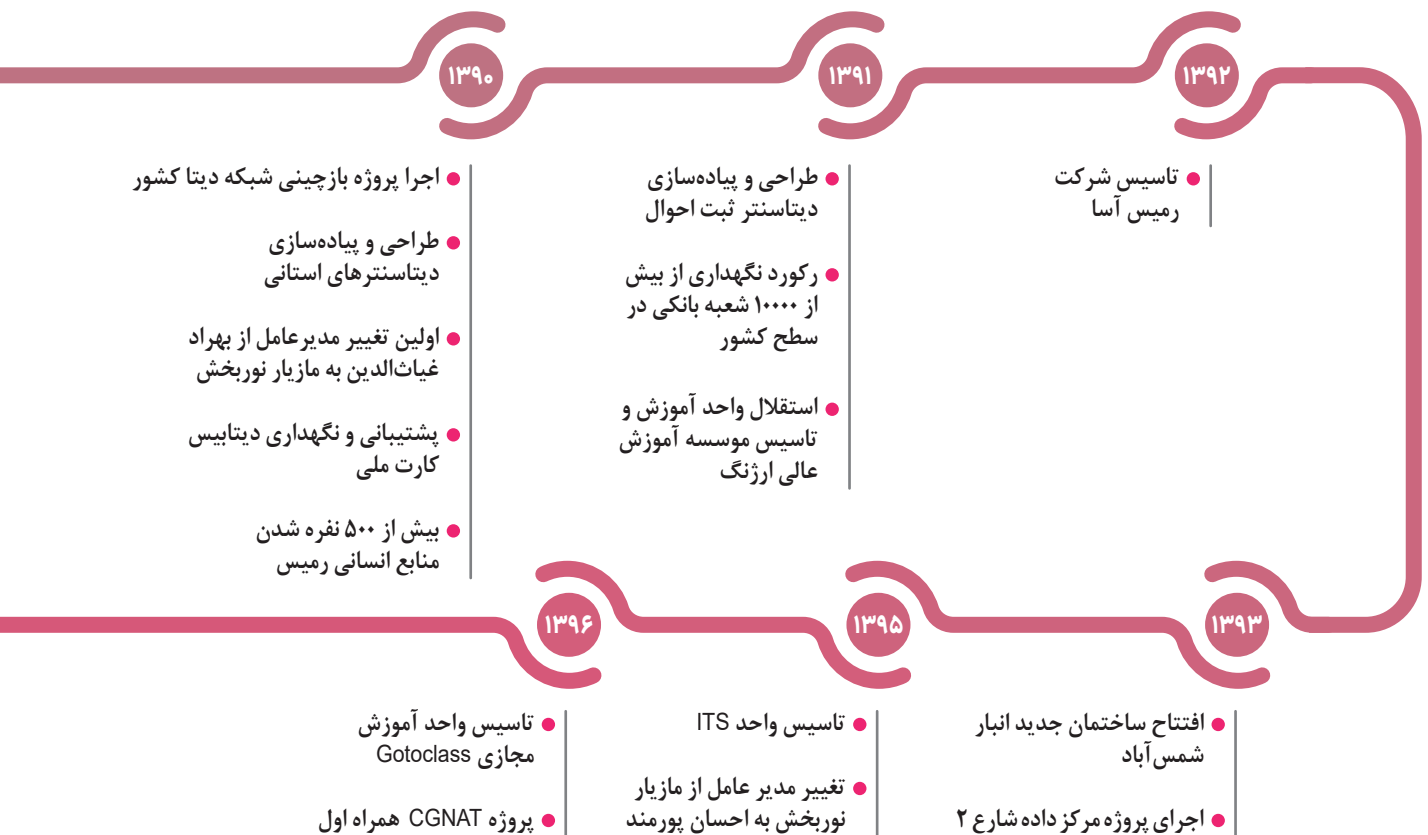 ۱۳۹۰
اجرا پروژه بازچینی شبکه دیتا کشور
طراحی و پیاده‌سازی
دیتاسنترهای استانی
اولین تغییر مدیرعامل از بهراد
غیاث‌الدین به مازیار نوربخش
پشتیبانی و نگهداری دیتابیس
کارت ملی
بیش از ۵۰۰ نفره شدن
منابع انسانی رمیس
۱۳۹۱
طراحی و پیاده‌سازی
دیتاسنتر ثبت احوال
رکورد نگهداری از بیش
از ۱۰۰۰۰ شعبه بانکی در
سطح کشور
استقلال واحد آموزش و
تاسیس موسسه آموزش
عالی ارژنگ
۱۳۹۲
تاسیس شرکت
رمیس آسا
۱۳۹۳
افتتاح ساختمان جدید انبار
شمس‌آباد
اجرای پروژه مرکز داده شارع ۲
۱۳۹۵
تاسیس واحد ITS
تغییر مدیر عامل از مازیار
نوربخش به احسان پورمند
۱۳۹۶
تاسیس واحد آموزش
مجازی Gotoclass
پروژه CGNAT همراه اول